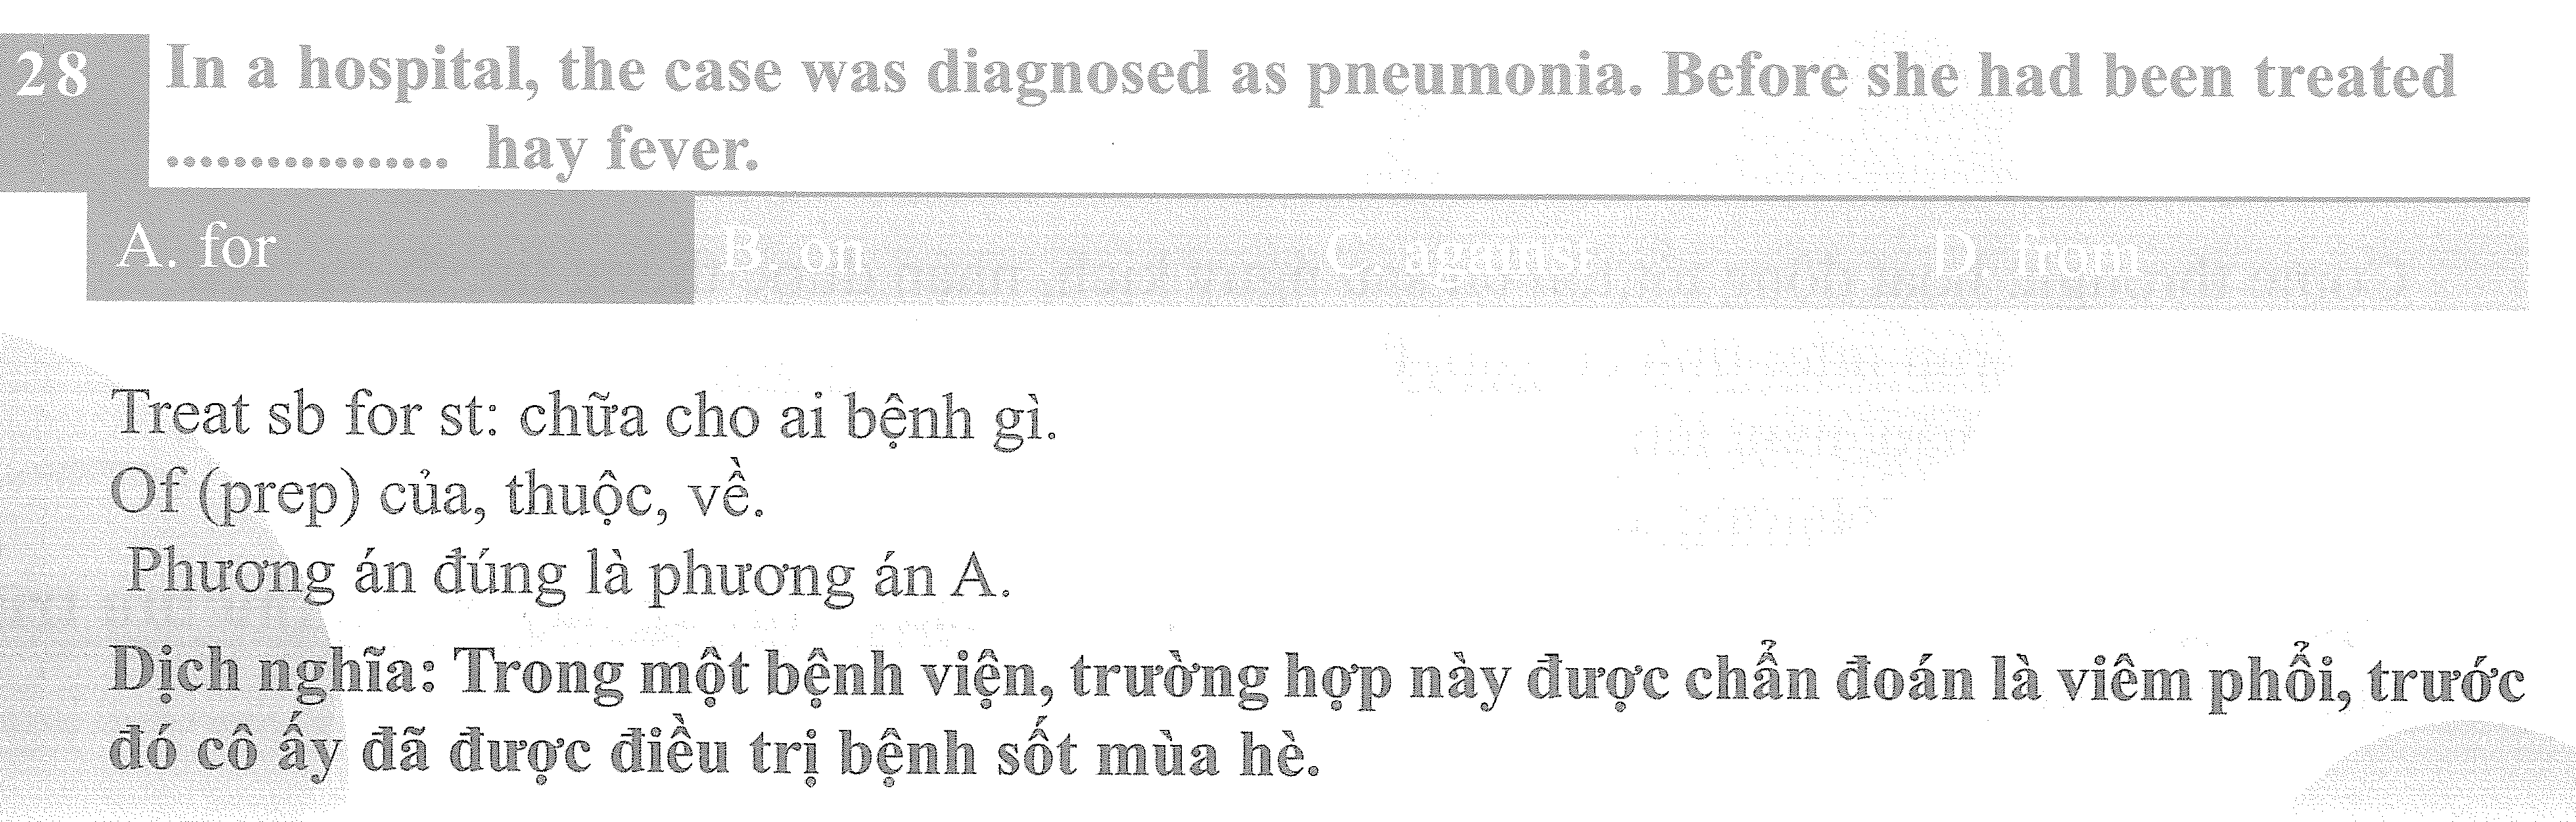 28 In a hospital, the case was diagnosed as pneumonia. Before she had been treated
................. hay fever.
A. for B. on C. against D. from
Treat sb for st: chữa cho ai bệnh gì.
Of (prep) của, thuộc, về.
Phương án đúng là phương án A.
Dịch nghĩa: Trong một bệnh viện, trường hợp này được chẩn đoán là viêm phổi, trước
đó cô ấy đã được điều trị bệnh sốt mùa hè.